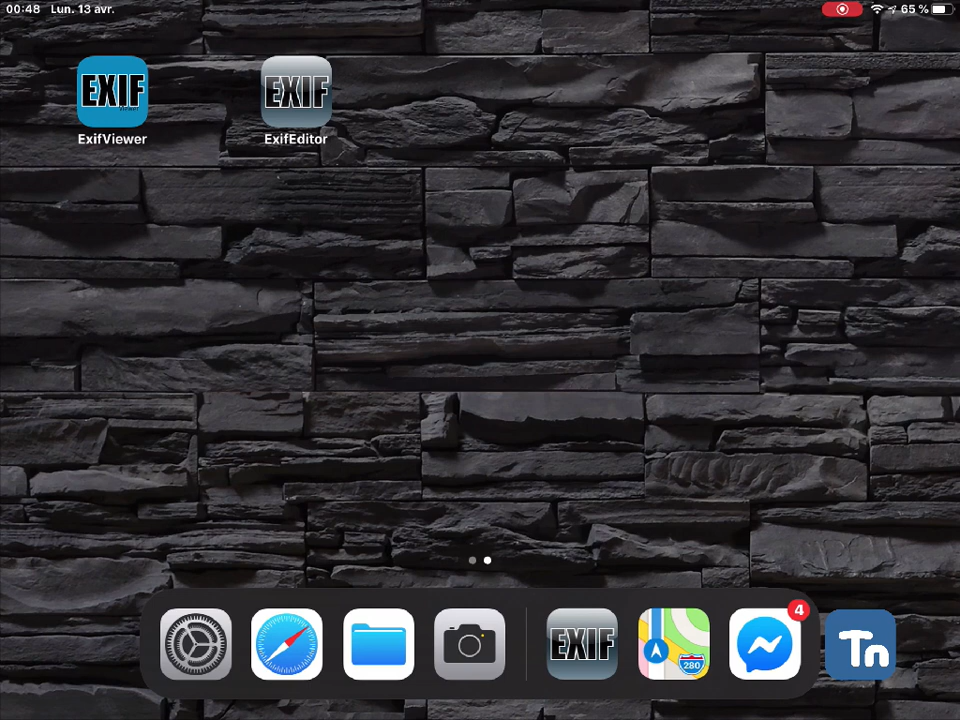 00:48 Lun. 13 avr.
65 %
EXIF
EXIF
ExifViewer
ExifEditor
EXIF
280
4
Tn